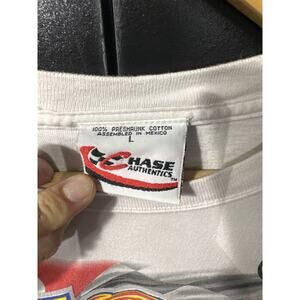 100% PRESHRUNK COTTON
ASSEMBLED IN MEXICO
L
CHASE
AUTHENTICS
TM